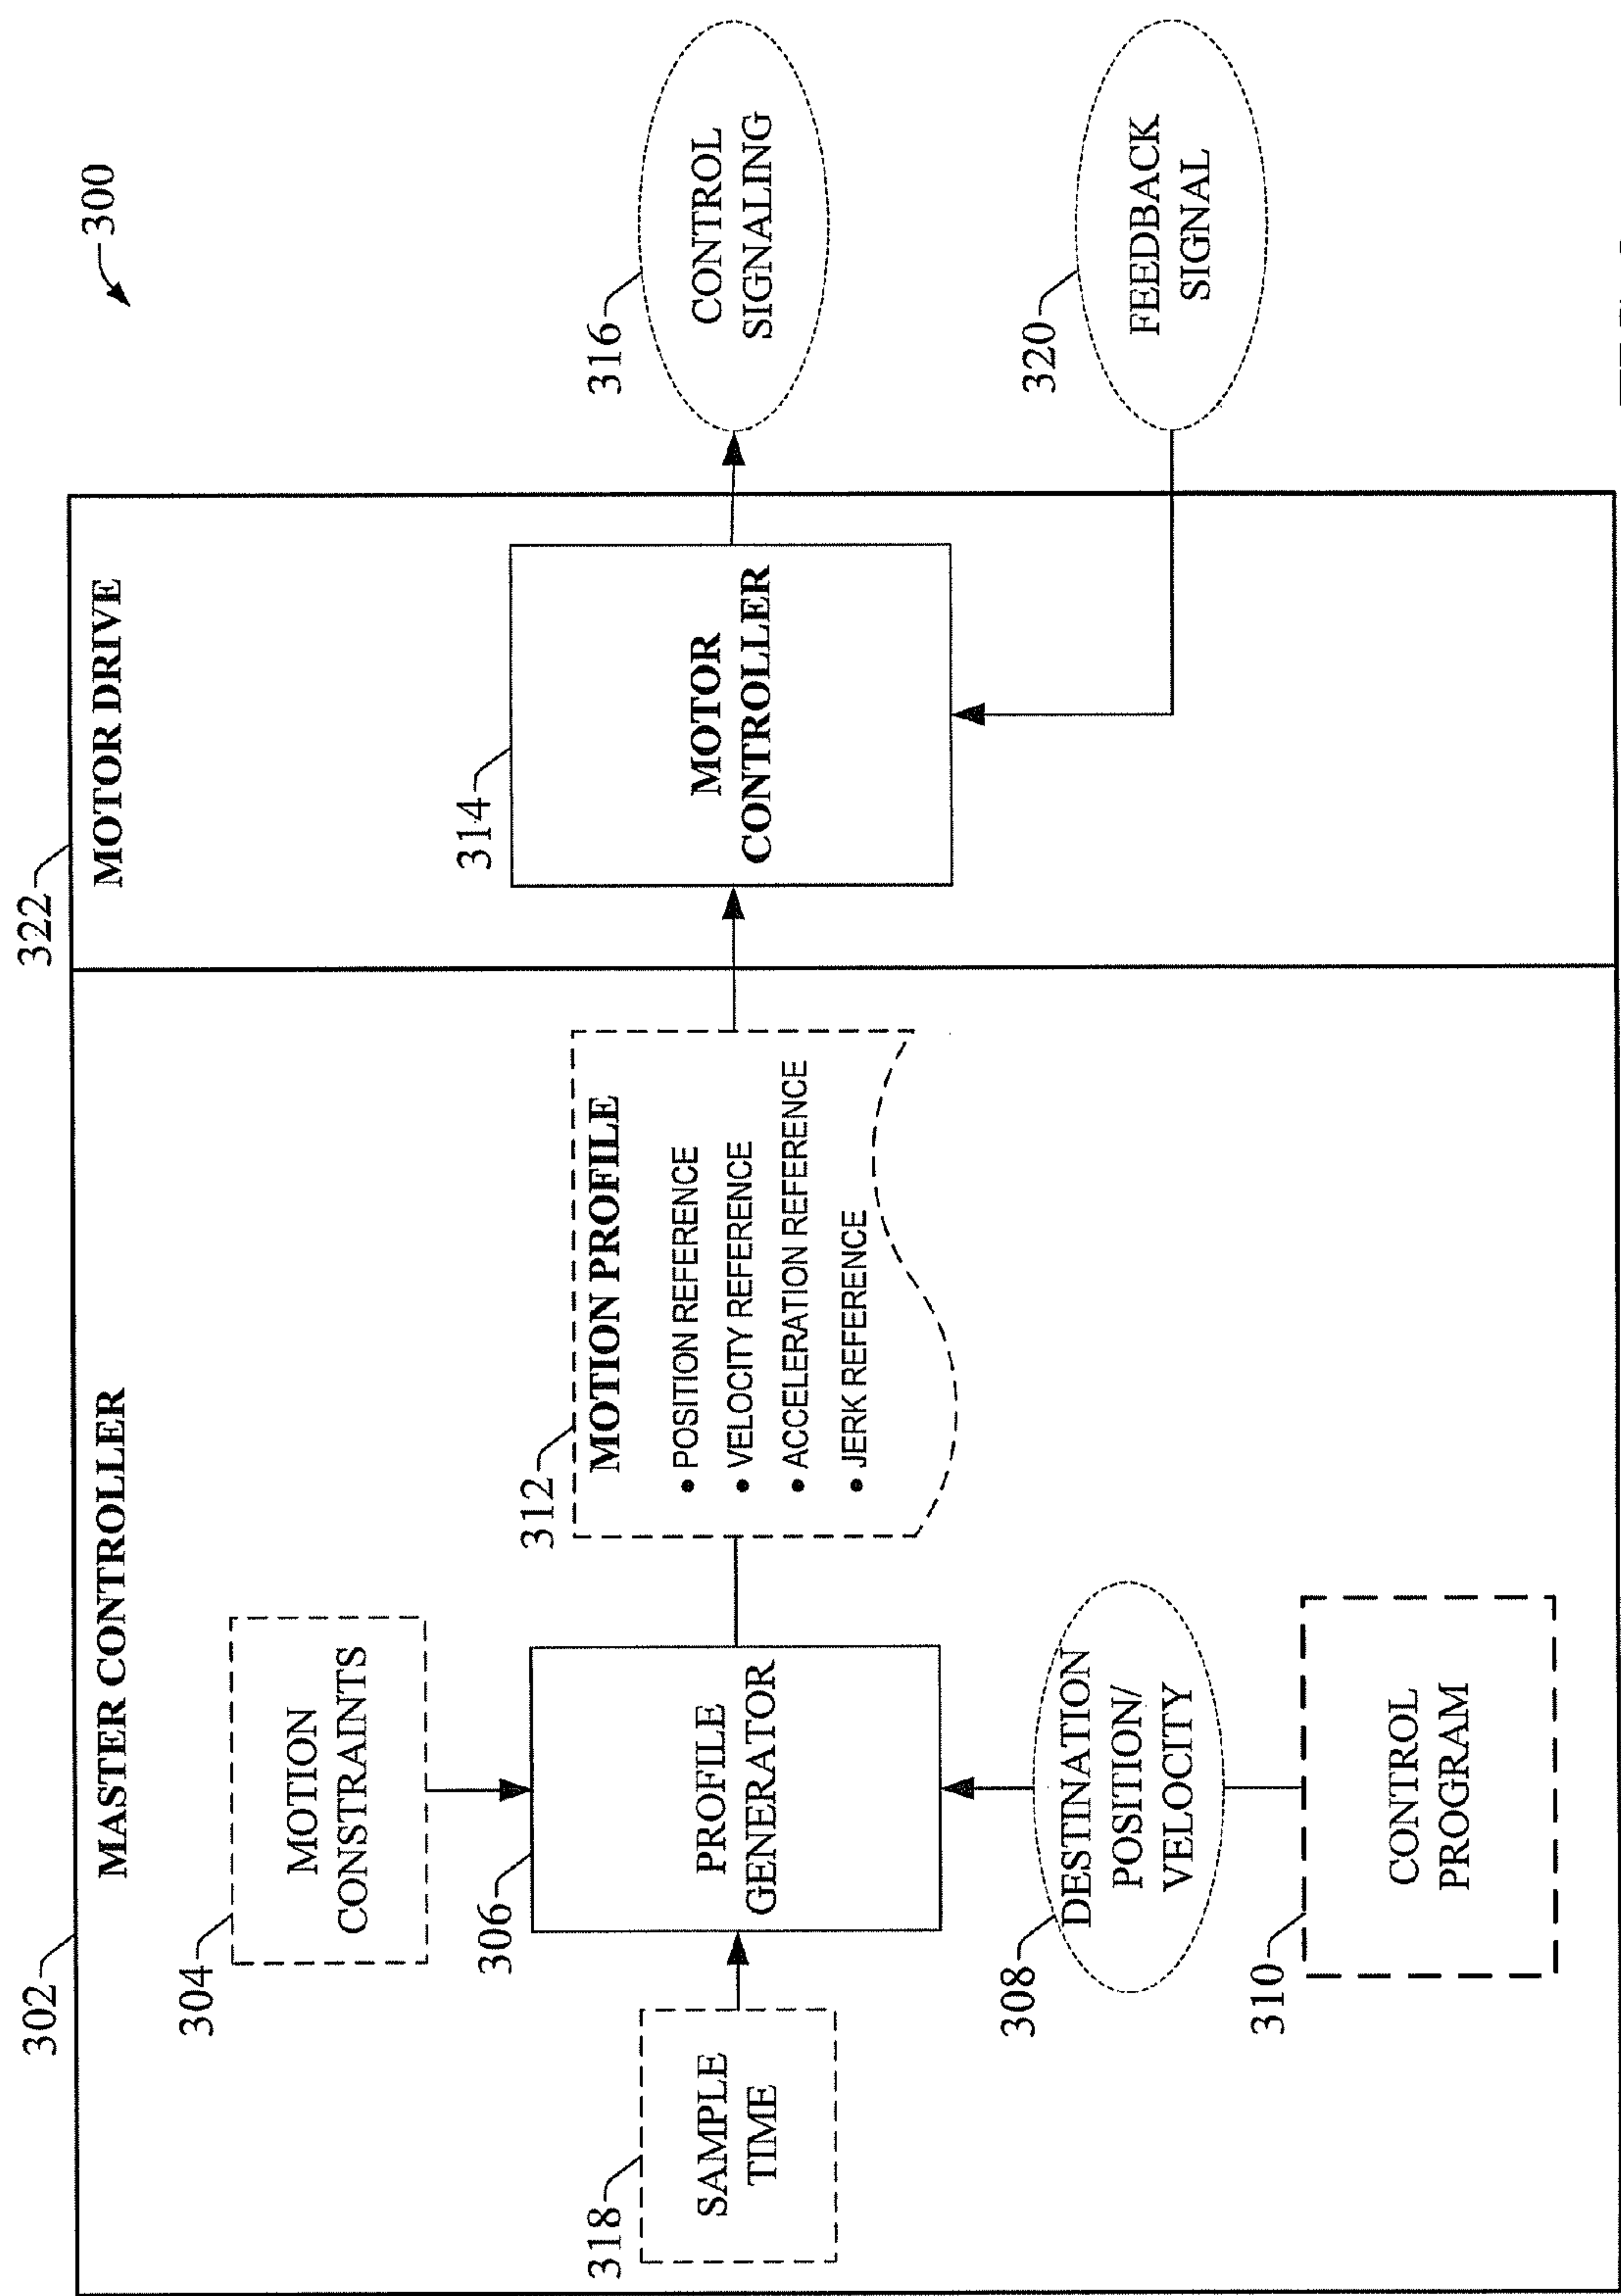 300
302
MASTER CONTROLLER
322
MOTOR DRIVE
304
MOTION
CONSTRAINTS
318
SAMPLE
TIME
306
PROFILE
GENERATOR
312
MOTION PROFILE
• POSITION REFERENCE
• VELOCITY REFERENCE
• ACCELERATION REFERENCE
• JERK REFERENCE
314
MOTOR
CONTROLLER
316
CONTROL
SIGNALING
308
DESTINATION
POSITION/
VELOCITY
320
FEEDBACK
SIGNAL
310
CONTROL
PROGRAM